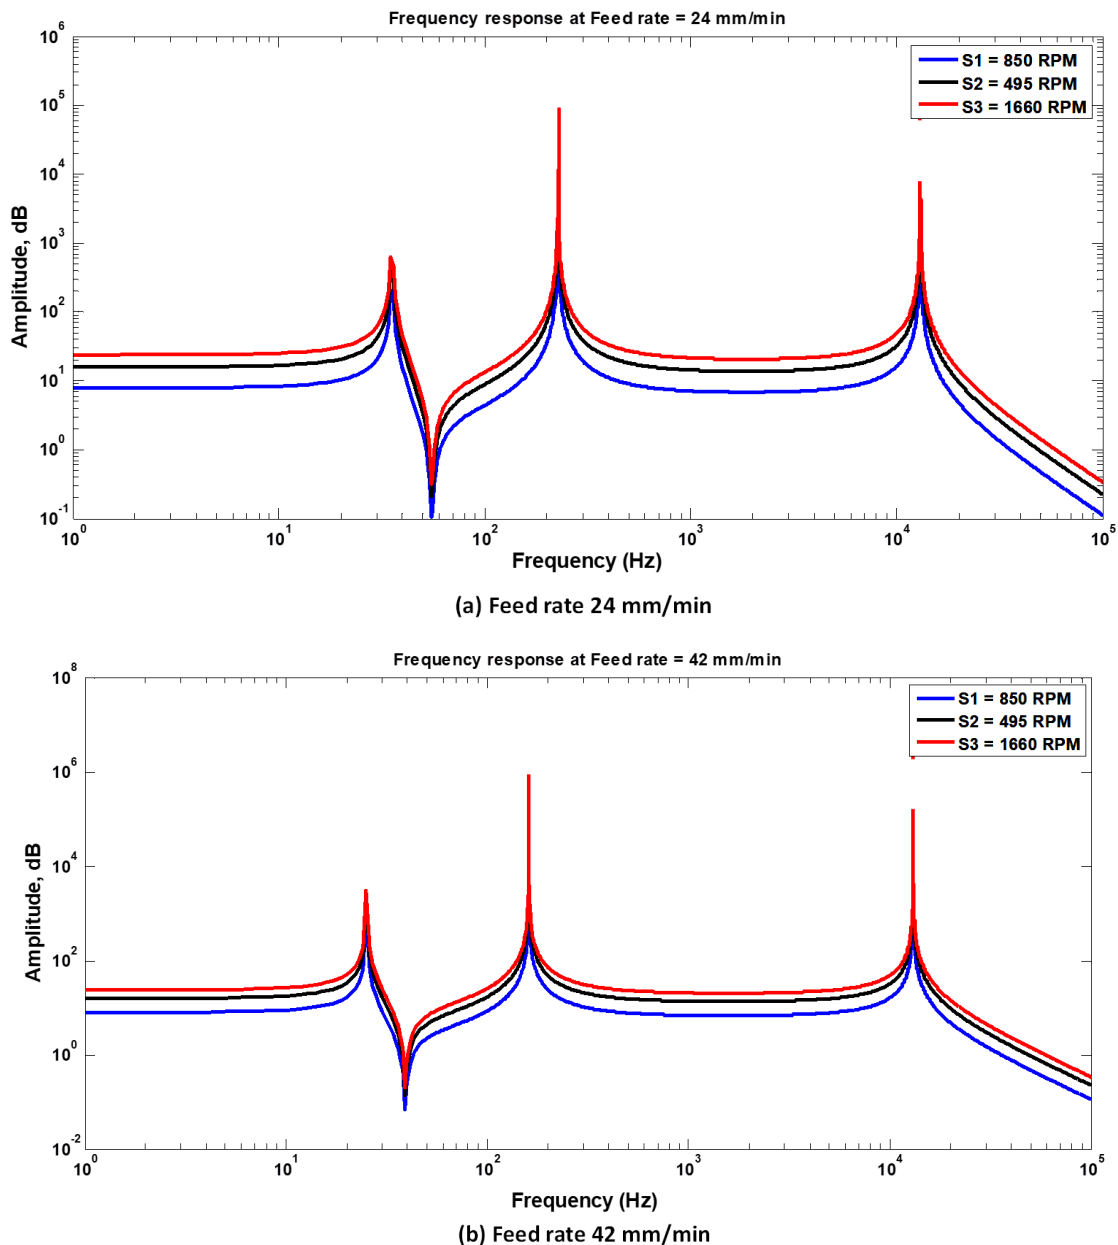 Frequency response at Feed rate = 24 mm/min
10^6
10^5
10^4
10^3
10^2
10^1
10^0
10^-1
Amplitude, dB
S1 = 850 RPM
S2 = 495 RPM
S3 = 1660 RPM
10^0 10^1 10^2 10^3 10^4 10^5
Frequency (Hz)
(a) Feed rate 24 mm/min
Frequency response at Feed rate = 42 mm/min
10^8
10^6
10^4
10^2
10^0
10^-2
Amplitude, dB
S1 = 850 RPM
S2 = 495 RPM
S3 = 1660 RPM
10^0 10^1 10^2 10^3 10^4 10^5
Frequency (Hz)
(b) Feed rate 42 mm/min